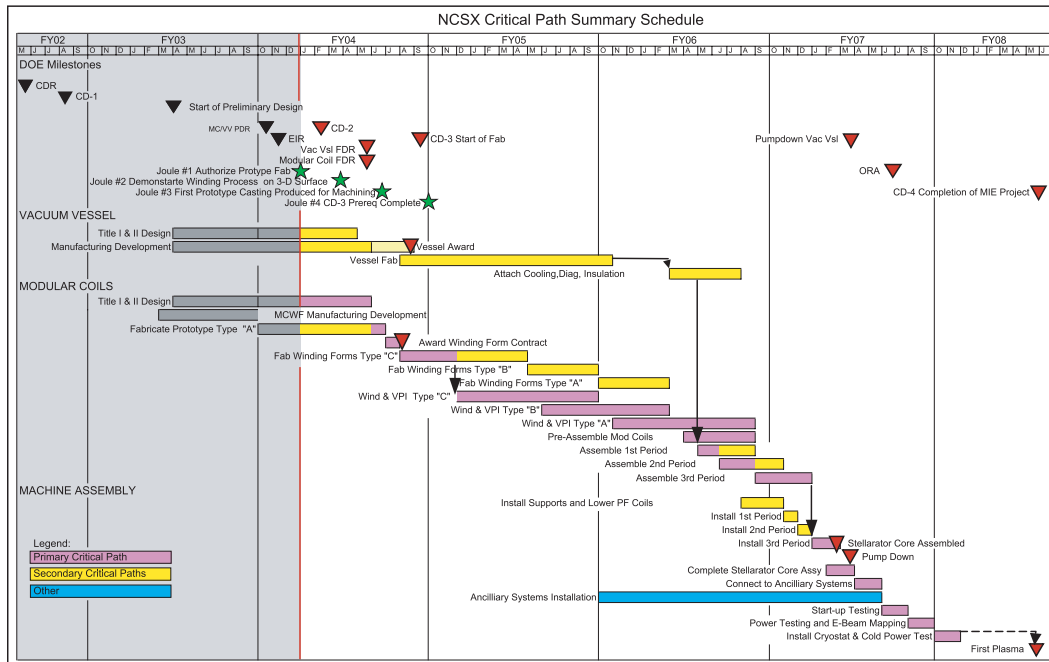 NCSX Critical Path Summary Schedule
FY02 FY03 FY04 FY05 FY06 FY07 FY08
M J J A S O N D J F M A M J J A S O N D J F M A M J J A S O N D J F M A M J J A S O N D J F M A M J J A S O N D J F M A M J J A S O N D J F M A M J
DOE Milestones
CDR
CD-1
Start of Preliminary Design
MC/VV PDR
CD-2
EIR
CD-3 Start of Fab
Pumpdown Vac Vsl
Vac Vsl FDR
Modular Coil FDR
Joule #1 Authorize Protype Fab
ORA
Joule #2 Demonstarte Winding Process on 3-D Surface
Joule #3 First Prototype Casting Produced for Machining
CD-4 Completion of MIE Project
Joule #4 CD-3 Prereq Complete
VACUUM VESSEL
Title I & II Design
Manufacturing Development
Vessel Award
Vessel Fab
Attach Cooling,Diag, Insulation
MODULAR COILS
Title I & II Design
MCWF Manufacturing Development
Fabricate Prototype Type "A"
Award Winding Form Contract
Fab Winding Forms Type "C"
Fab Winding Forms Type "B"
Fab Winding Forms Type "A"
Wind & VPI Type "C"
Wind & VPI Type "B"
Wind & VPI Type "A"
Pre-Assemble Mod Coils
Assemble 1st Period
Assemble 2nd Period
Assemble 3rd Period
MACHINE ASSEMBLY
Install Supports and Lower PF Coils
Install 1st Period
Install 2nd Period
Legend:
Install 3rd Period
Stellarator Core Assembled
Primary Critical Path
Pump Down
Complete Stellarator Core Assy
Secondary Critical Paths
Connect to Ancilliary Systems
Other
Ancilliary Systems Installation
Start-up Testing
Power Testing and E-Beam Mapping
Install Cryostat & Cold Power Test
First Plasma